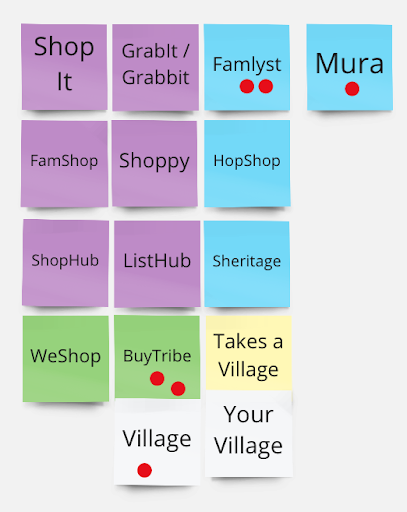 Shop
It
GrabIt /
Grabbit
Famlyst
Mura
FamShop
Shoppy
HopShop
ShopHub
ListHub
Sheritage
WeShop
BuyTribe
Takes a
Village
Village
Your
Village